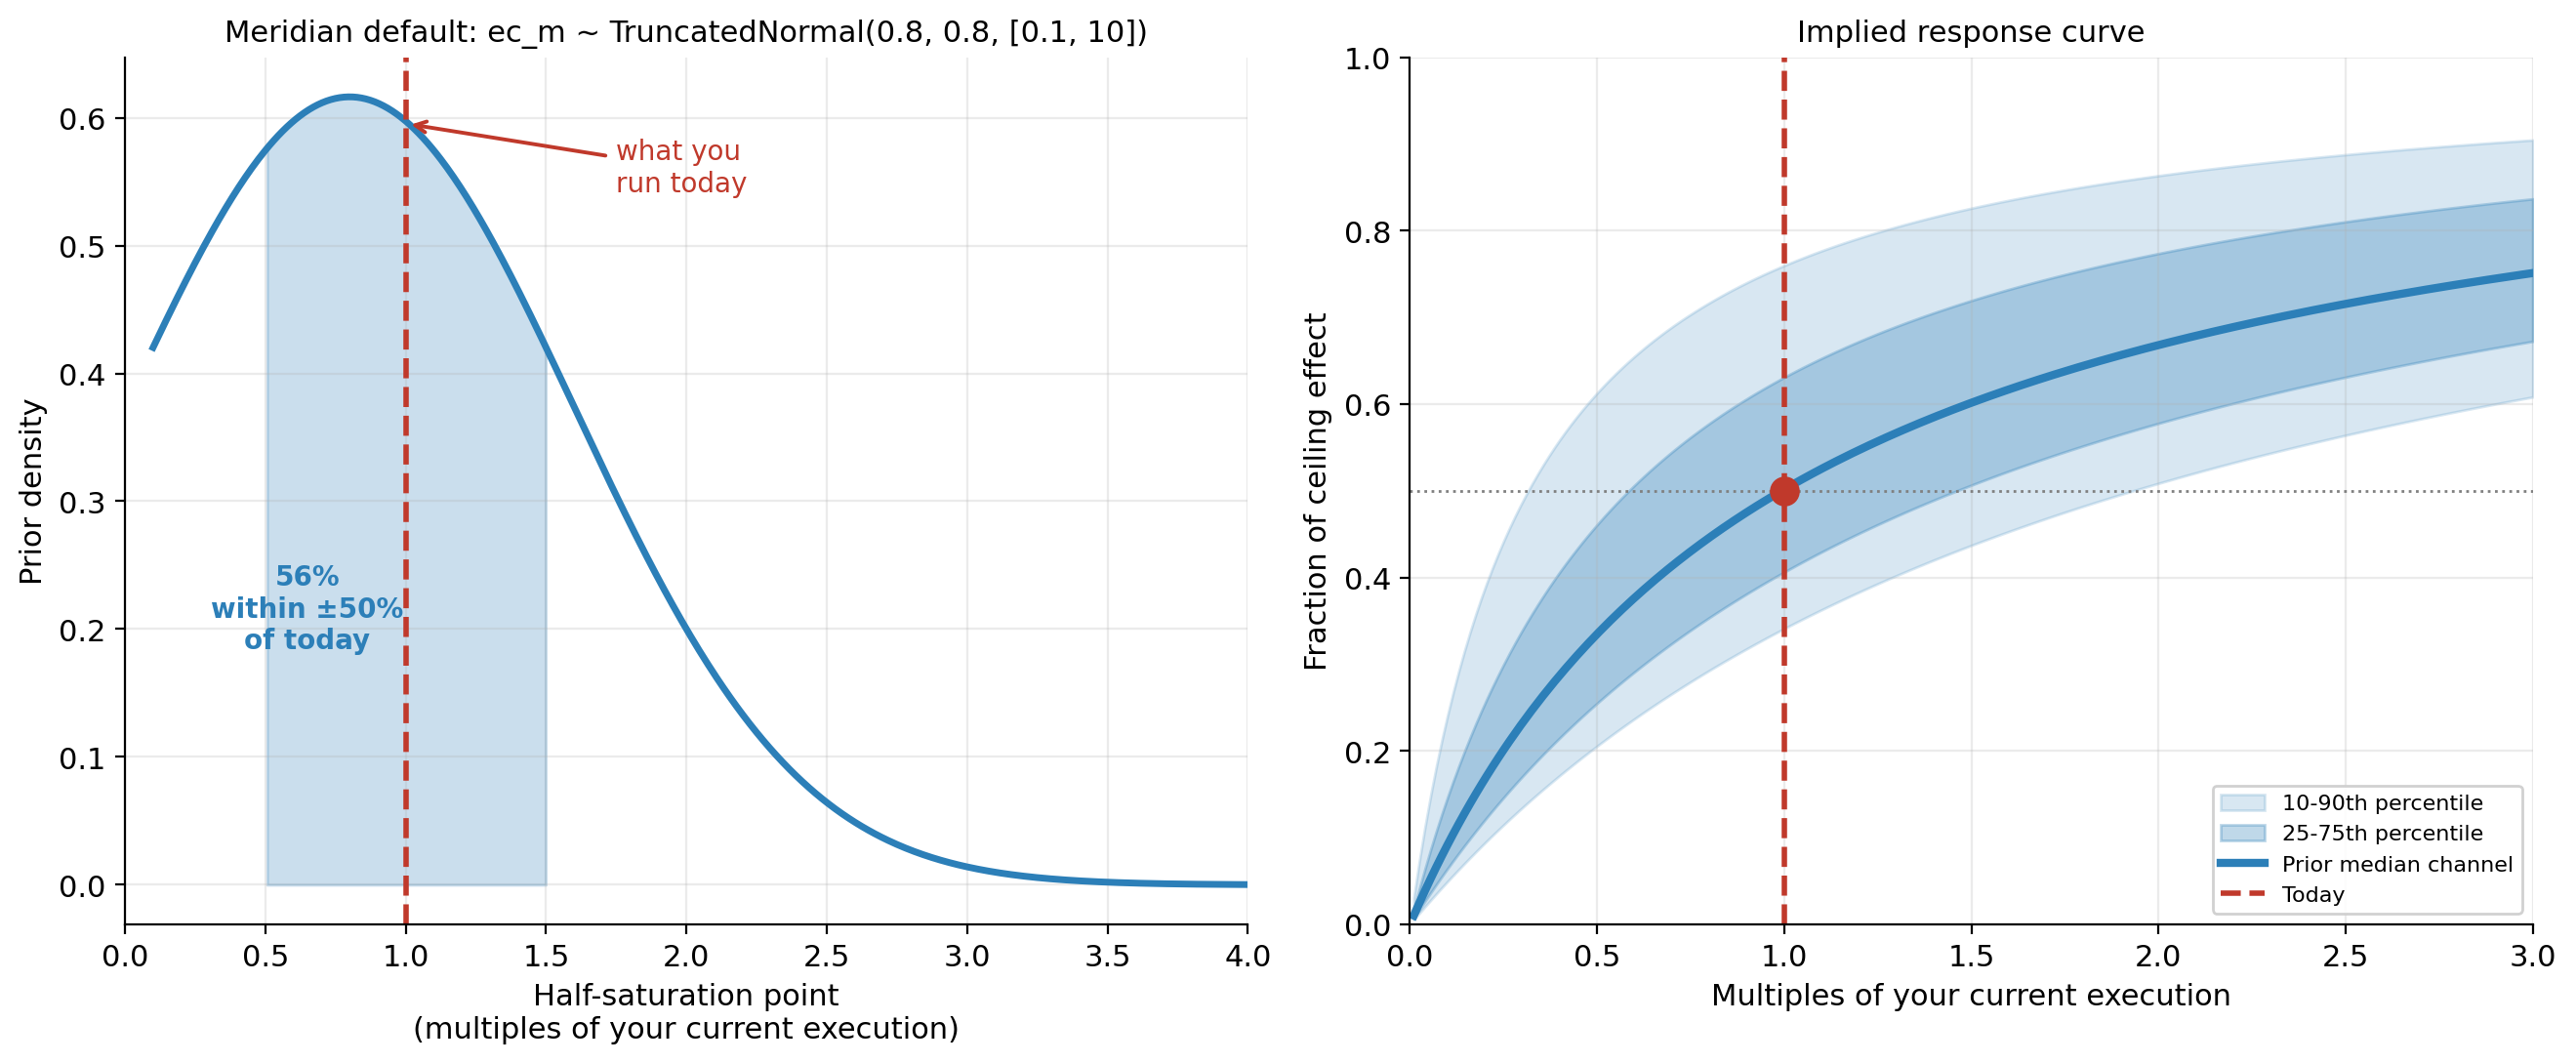 Meridian default: ec_m ~ TruncatedNormal(0.8, 0.8, [0.1, 10])
Prior density
0.6
0.5
0.4
0.3
0.2
0.1
0.0
what you
run today
56%
within ±50%
of today
0.0 0.5 1.0 1.5 2.0 2.5 3.0 3.5 4.0
Half-saturation point
(multiples of your current execution)
Implied response curve
Fraction of ceiling effect
1.0
0.8
0.6
0.4
0.2
0.0
10-90th percentile
25-75th percentile
Prior median channel
Today
0.0 0.5 1.0 1.5 2.0 2.5 3.0
Multiples of your current execution